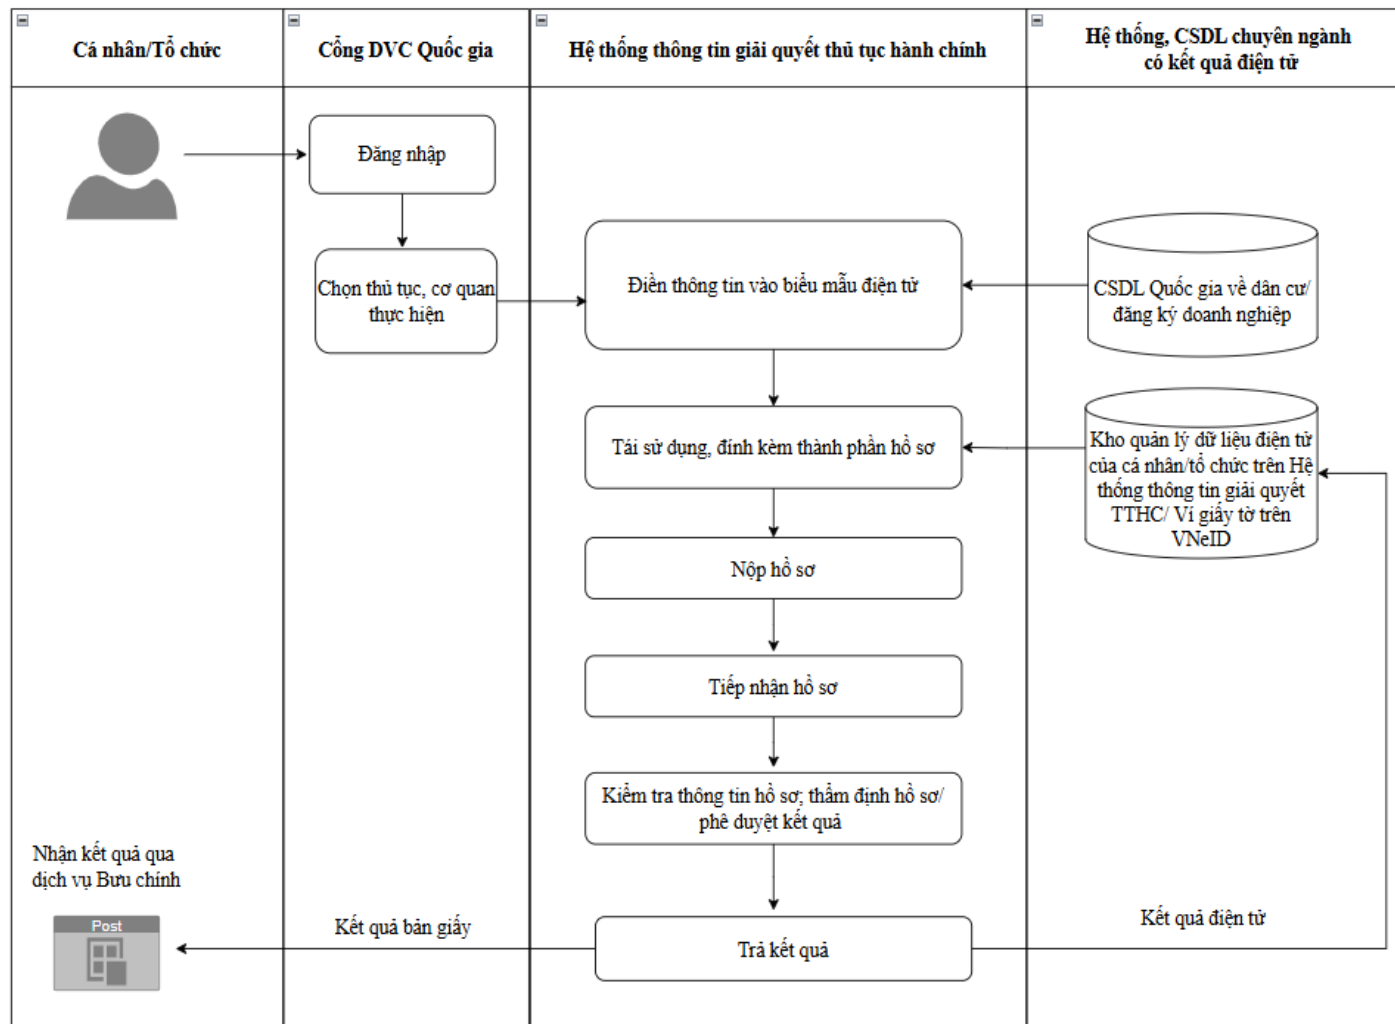 Cá nhân/Tổ chức
Cổng DVC Quốc gia
Hệ thống thông tin giải quyết thủ tục hành chính
Hệ thống, CSDL chuyên ngành
có kết quả điện tử
Đăng nhập
Chọn thủ tục, cơ quan
thực hiện
Điền thông tin vào biểu mẫu điện tử
CSDL Quốc gia về dân cư/
đăng ký doanh nghiệp
Tái sử dụng, đính kèm thành phần hồ sơ
Kho quản lý dữ liệu điện tử
của cá nhân/tổ chức trên Hệ
thống thông tin giải quyết
TTHC/ Ví giấy tờ trên
VNeID
Nộp hồ sơ
Tiếp nhận hồ sơ
Kiểm tra thông tin hồ sơ; thẩm định hồ sơ/
phê duyệt kết quả
Nhận kết quả qua
dịch vụ Bưu chính
Post
Kết quả bản giấy
Trả kết quả
Kết quả điện tử